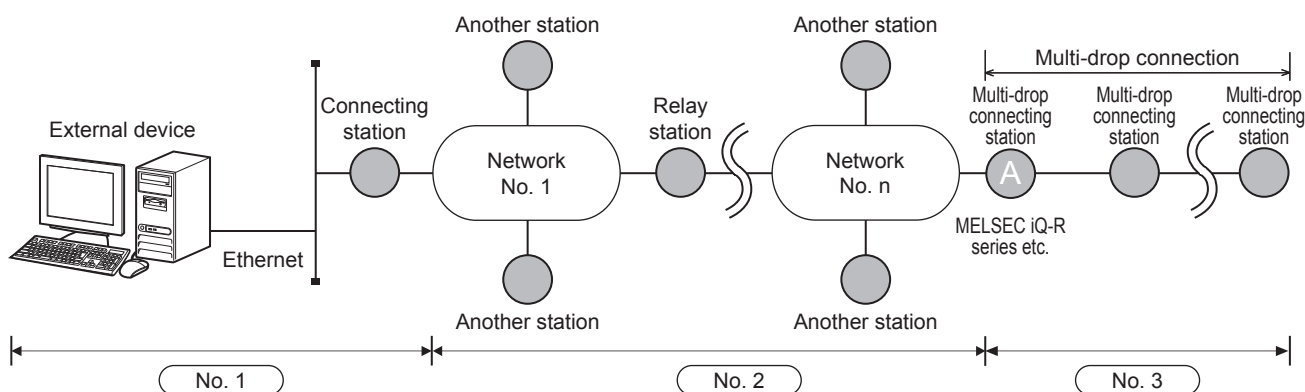 Another station
Another station
Multi-drop connection
Connecting
station
Relay
station
Multi-drop
connecting
station
Multi-drop
connecting
station
Multi-drop
connecting
station
External device
Network
No. 1
Network
No. n
A
MELSEC iQ-R
series etc.
Ethernet
Another station
Another station
No. 1
No. 2
No. 3